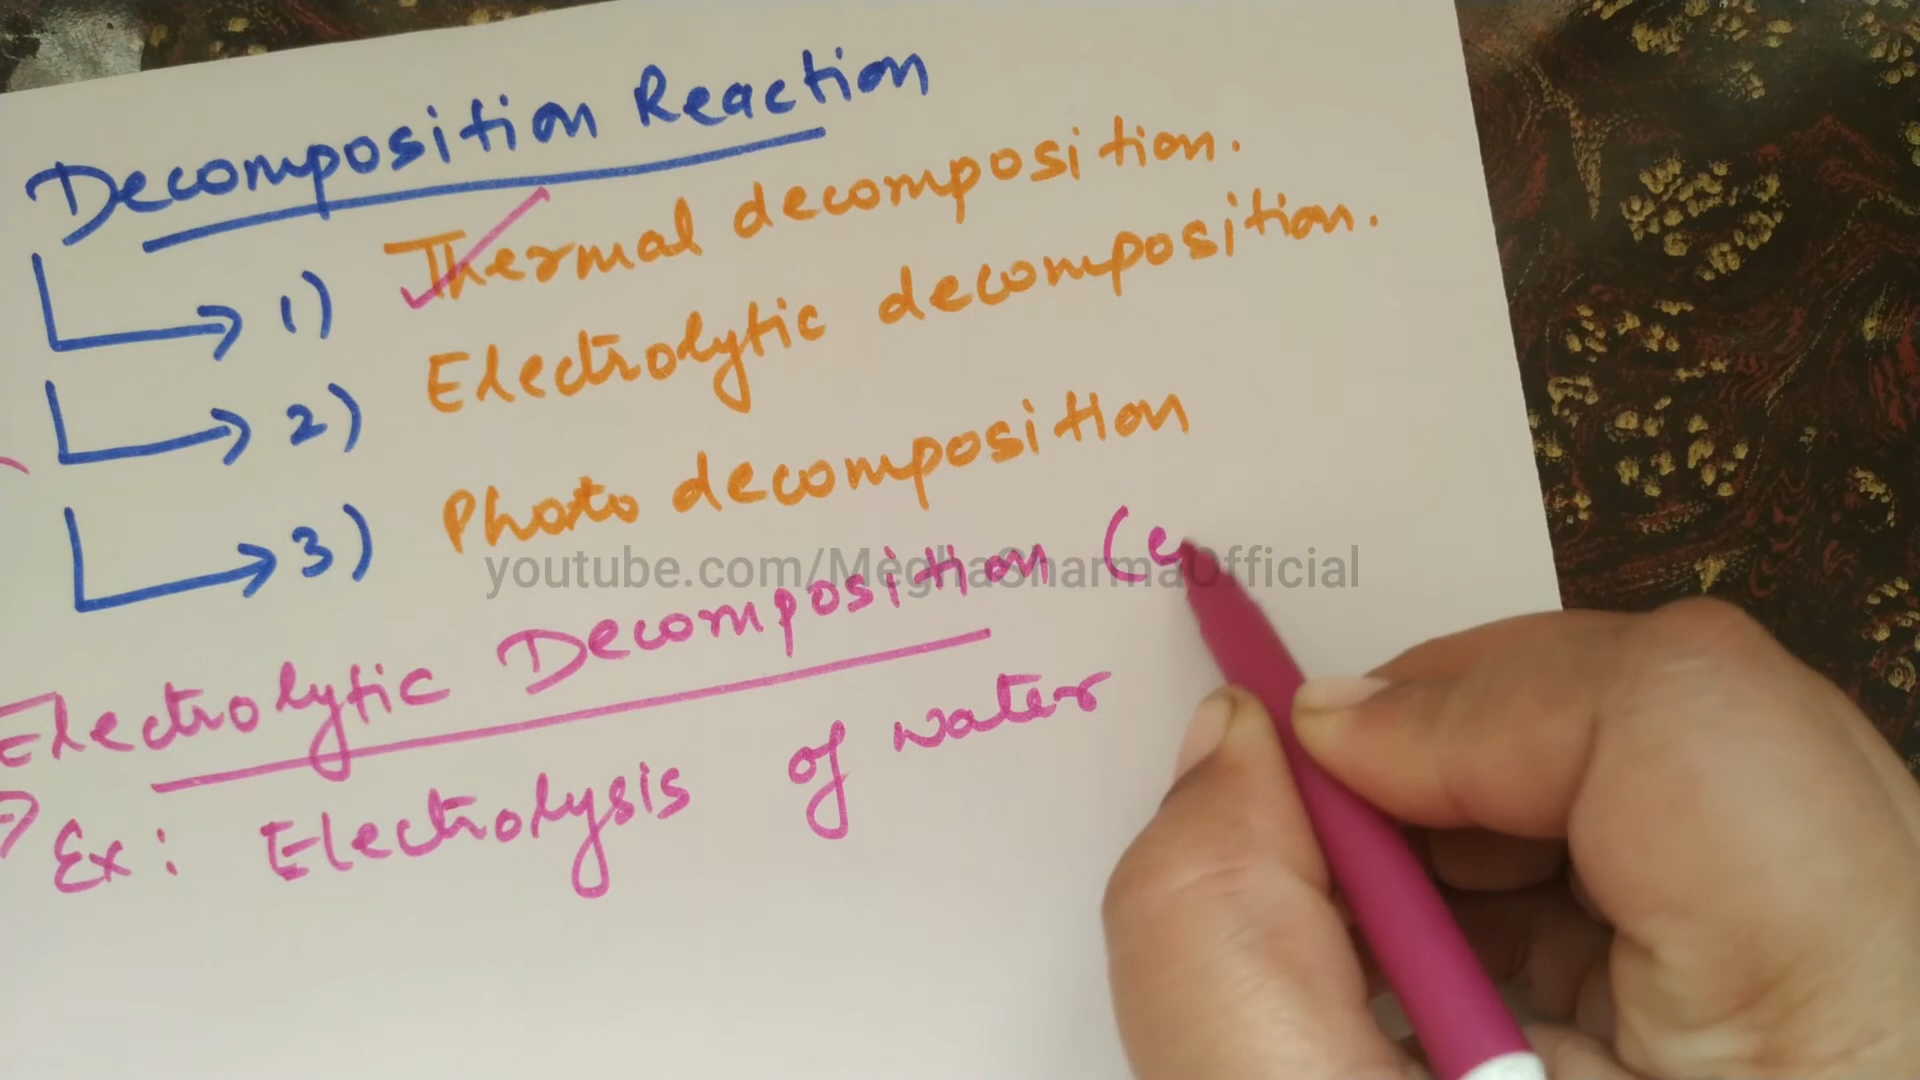 Decomposition Reaction
1) Thermal decomposition.
2) Electrolytic decomposition.
3) Photo decomposition
youtube.com/MeghaSharmaOfficial
Electrolytic Decomposition (e
Ex: Electrolysis of water